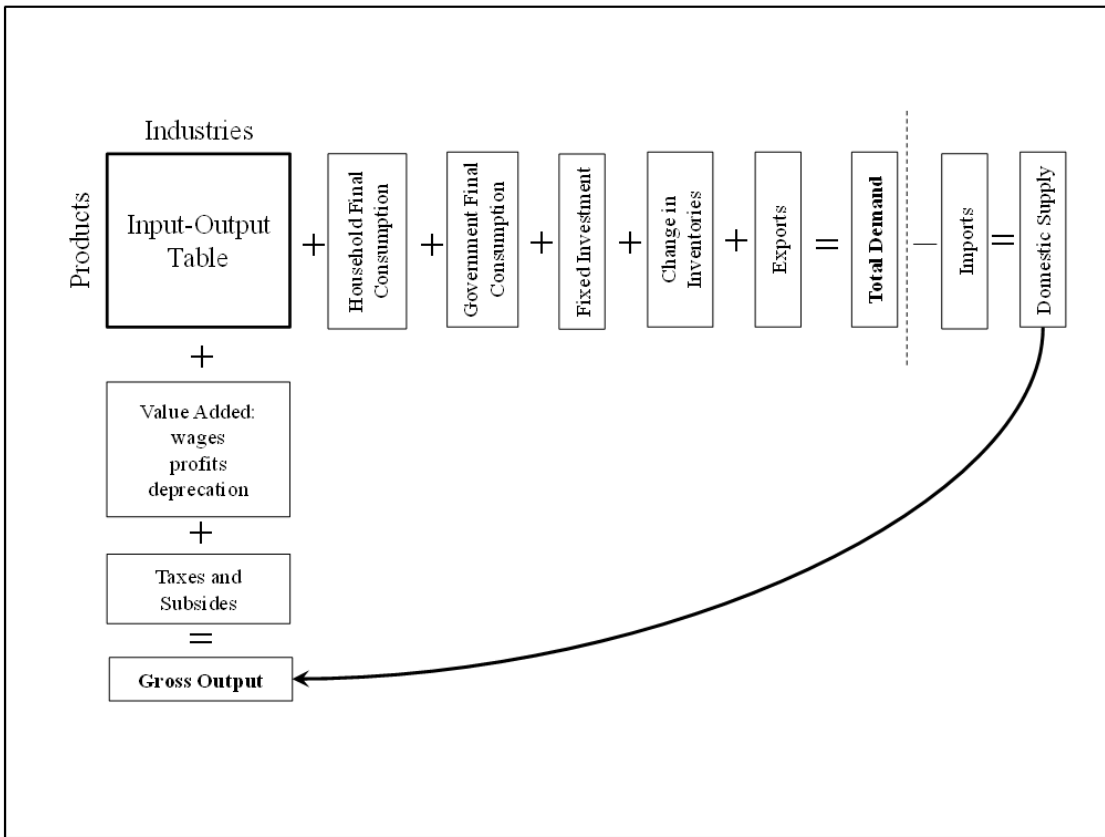 Industries
Products
Input-Output
Table
+
Household Final
Consumption
+
Government Final
Consumption
+
Fixed Investment
+
Change in
Inventories
+
Exports
=
Total Demand
—
Imports
=
Domestic Supply
+
Value Added:
wages
profits
deprecation
+
Taxes and
Subsides
=
Gross Output